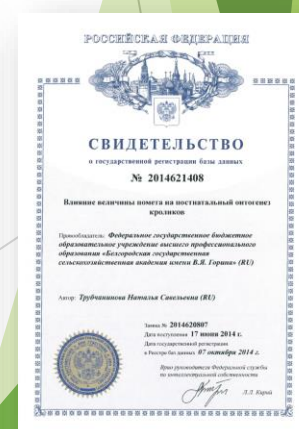 РОССИЙСКАЯ ФЕДЕРАЦИЯ
СВИДЕТЕЛЬСТВО
о государственной регистрации базы данных
№ 2014621408
Влияние величины помета на постнатальный онтогенез
кроликов
Правообладатель: Федеральное государственное бюджетное
образовательное учреждение высшего профессионального
образования «Белгородская государственная
сельскохозяйственная академия имени В.Я. Горина» (RU)
Автор: Трубчанинова Наталья Савельевна (RU)
Заявка № 2014620807
Дата поступления 17 июня 2014 г.
Дата государственной регистрации
в Реестре баз данных 07 октября 2014 г.
Врио руководителя Федеральной службы
по интеллектуальной собственности
Л.Л. Кирий